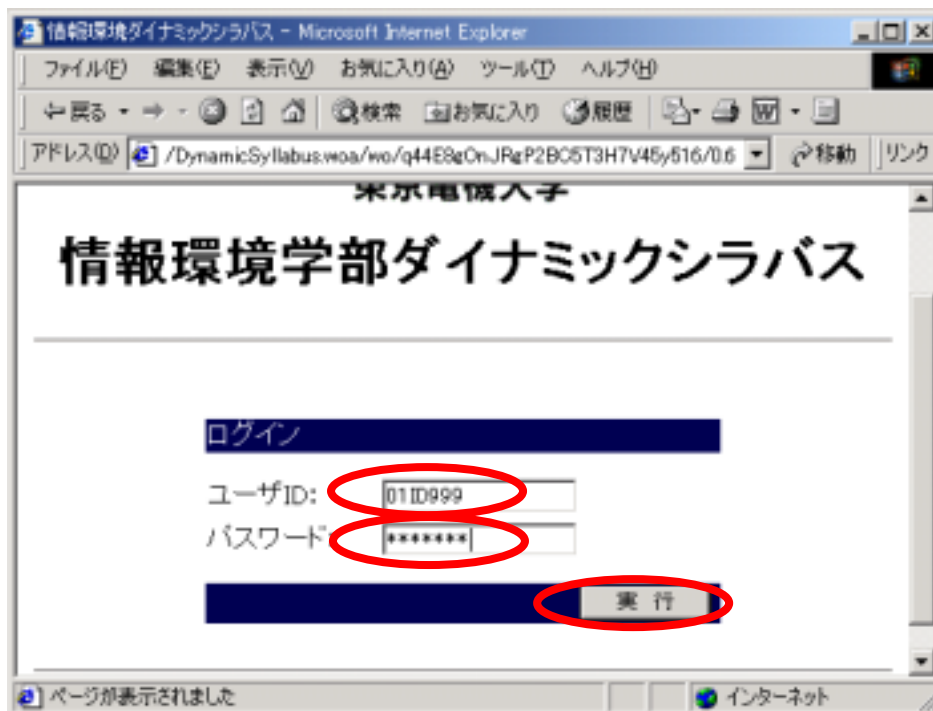 情報環境ダイナミックシラバス - Microsoft Internet Explorer
ファイル(F) 編集(E) 表示(V) お気に入り(A) ツール(T) ヘルプ(H)
戻る 検索 お気に入り 履歴
アドレス(D) /DynamicSyllabus.woa/wo/q44E8gOnJRgP2BC5T3H7V45y516/0.6 移動 リンク
東京電機大学
情報環境学部ダイナミックシラバス
ログイン
ユーザID: 01ID999
パスワード: *******
実 行
ページが表示されました インターネット